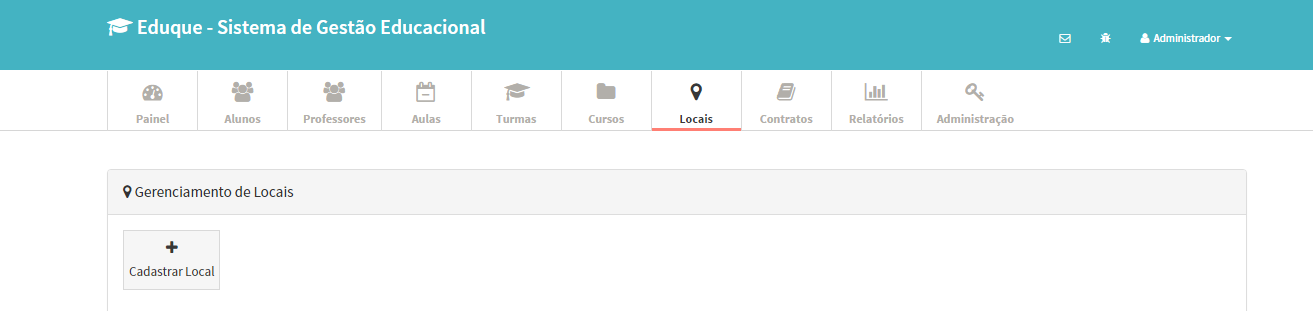 Eduque - Sistema de Gestão Educacional
Administrador
Painel
Alunos
Professores
Aulas
Turmas
Cursos
Locais
Contratos
Relatórios
Administração
Gerenciamento de Locais
Cadastrar Local